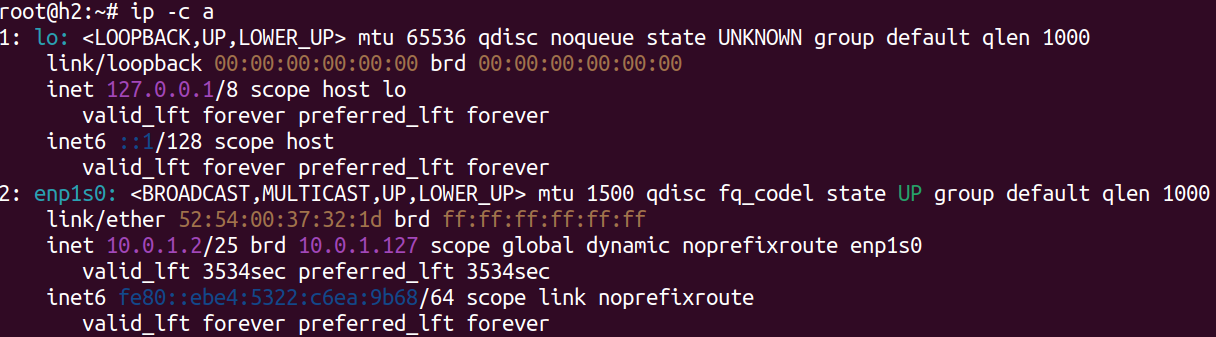 root@h2:~# ip -c a
1: lo: <LOOPBACK,UP,LOWER_UP> mtu 65536 qdisc noqueue state UNKNOWN group default qlen 1000
    link/loopback 00:00:00:00:00:00 brd 00:00:00:00:00:00
    inet 127.0.0.1/8 scope host lo
       valid_lft forever preferred_lft forever
    inet6 ::1/128 scope host
       valid_lft forever preferred_lft forever
2: enp1s0: <BROADCAST,MULTICAST,UP,LOWER_UP> mtu 1500 qdisc fq_codel state UP group default qlen 1000
    link/ether 52:54:00:37:32:1d brd ff:ff:ff:ff:ff:ff
    inet 10.0.1.2/25 brd 10.0.1.127 scope global dynamic noprefixroute enp1s0
       valid_lft 3534sec preferred_lft 3534sec
    inet6 fe80::ebe4:5322:c6ea:9b68/64 scope link noprefixroute
       valid_lft forever preferred_lft forever